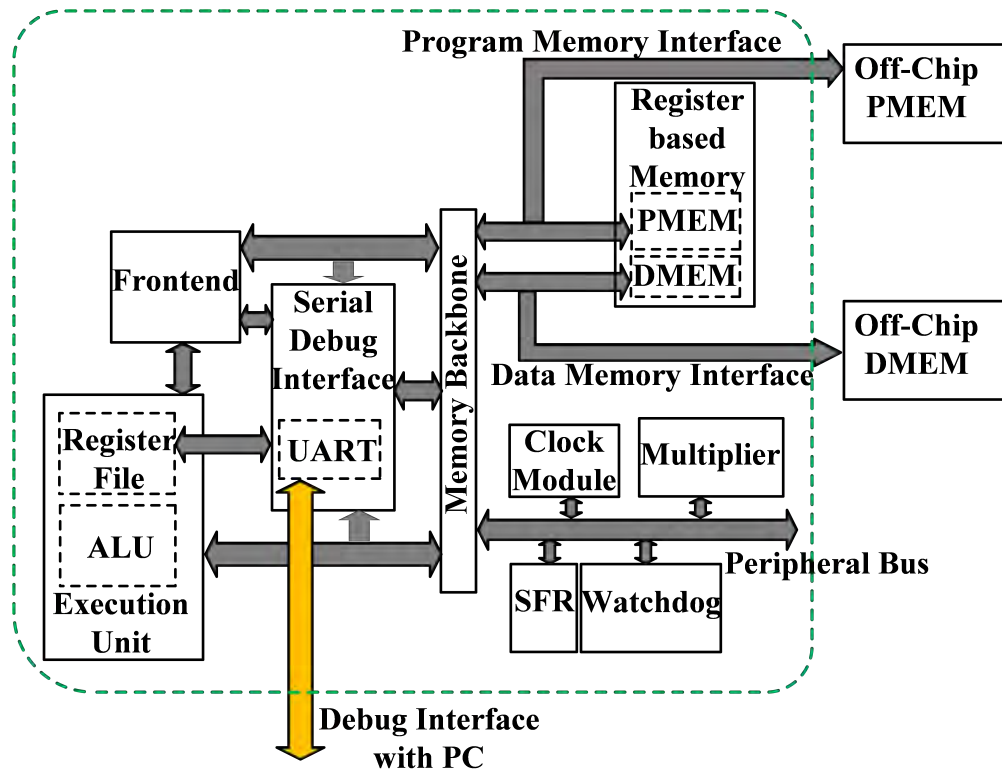 Program Memory Interface
Off-Chip
PMEM
Register
based
Memory
PMEM
DMEM
Frontend
Serial
Debug
Interface
UART
Memory Backbone
Off-Chip
DMEM
Data Memory Interface
Register
File
ALU
Execution
Unit
Clock
Module
Multiplier
Peripheral Bus
SFR
Watchdog
Debug Interface
with PC